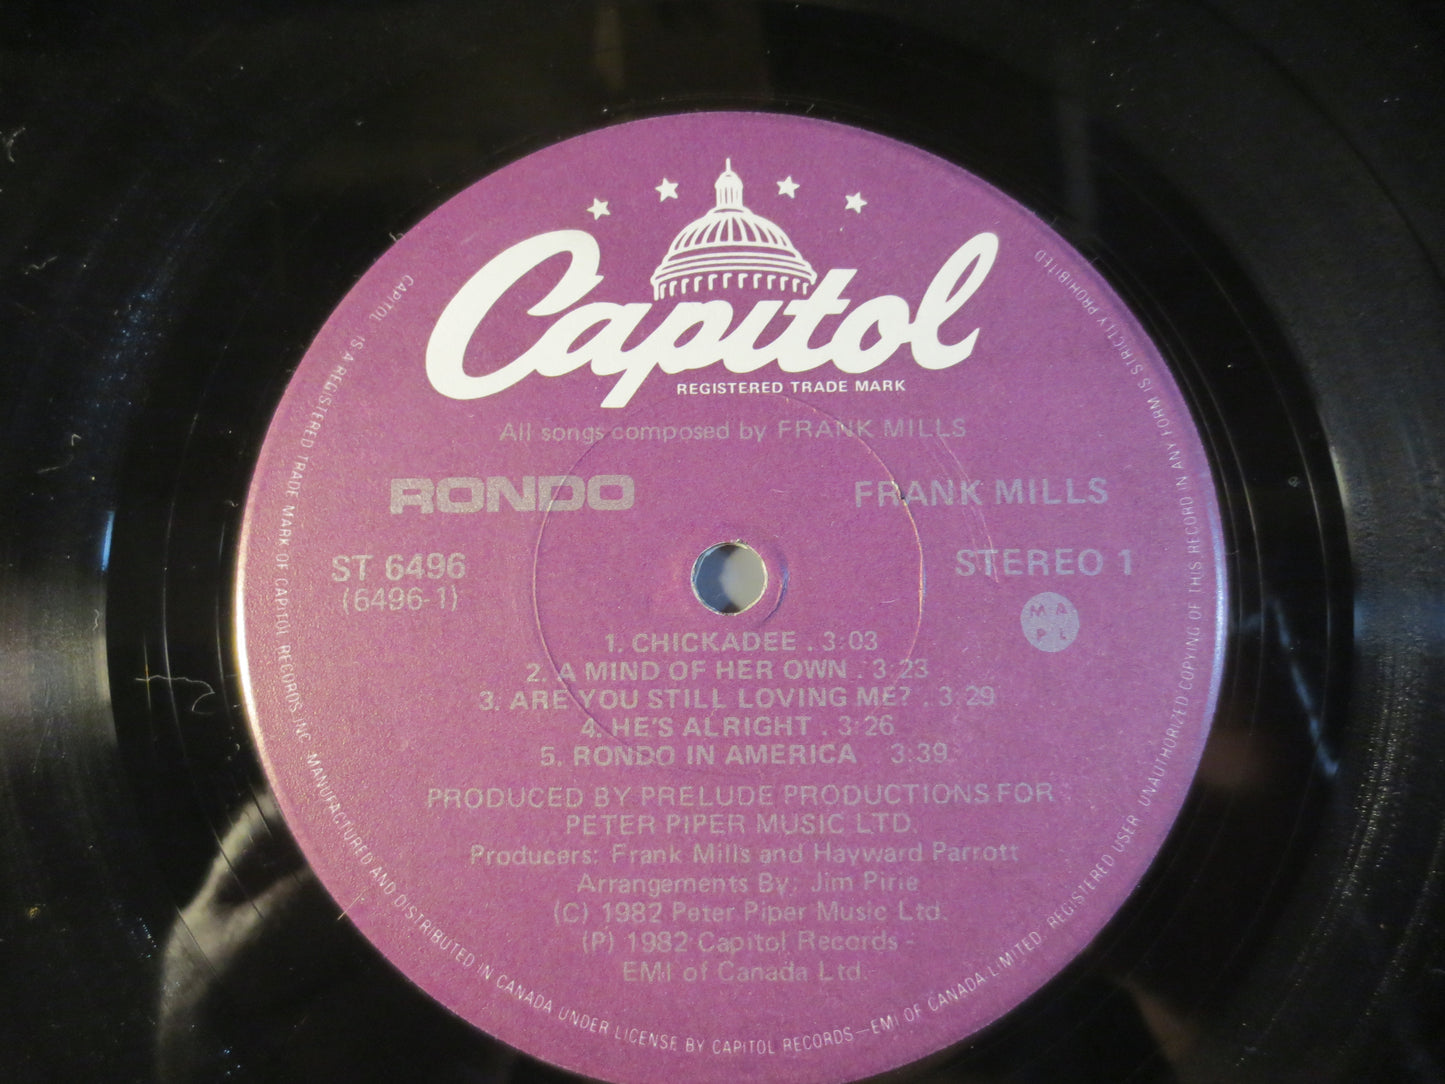 Capitol
REGISTERED TRADE MARK
All songs composed by FRANK MILLS
RONDO
FRANK MILLS
ST 6496
(6496-1)
STEREO 1
M A
P L
1. CHICKADEE . 3:03
2. A MIND OF HER OWN . 3:23
3. ARE YOU STILL LOVING ME? . 3:29
4. HE'S ALRIGHT . 3:26
5. RONDO IN AMERICA 3:39
PRODUCED BY PRELUDE PRODUCTIONS FOR
PETER PIPER MUSIC LTD.
Producers: Frank Mills and Hayward Parrott
Arrangements By: Jim Pirie
(C) 1982 Peter Piper Music Ltd.
(P) 1982 Capitol Records -
EMI of Canada Ltd.
CAPITOL IS A REGISTERED TRADE MARK OF CAPITOL RECORDS INC. MANUFACTURED AND DISTRIBUTED IN CANADA UNDER LICENSE BY CAPITOL RECORDS—EMI OF CANADA LIMITED, REGISTERED USER. UNAUTHORIZED COPYING OF THIS RECORD IN ANY FORM IS STRICTLY PROHIBITED